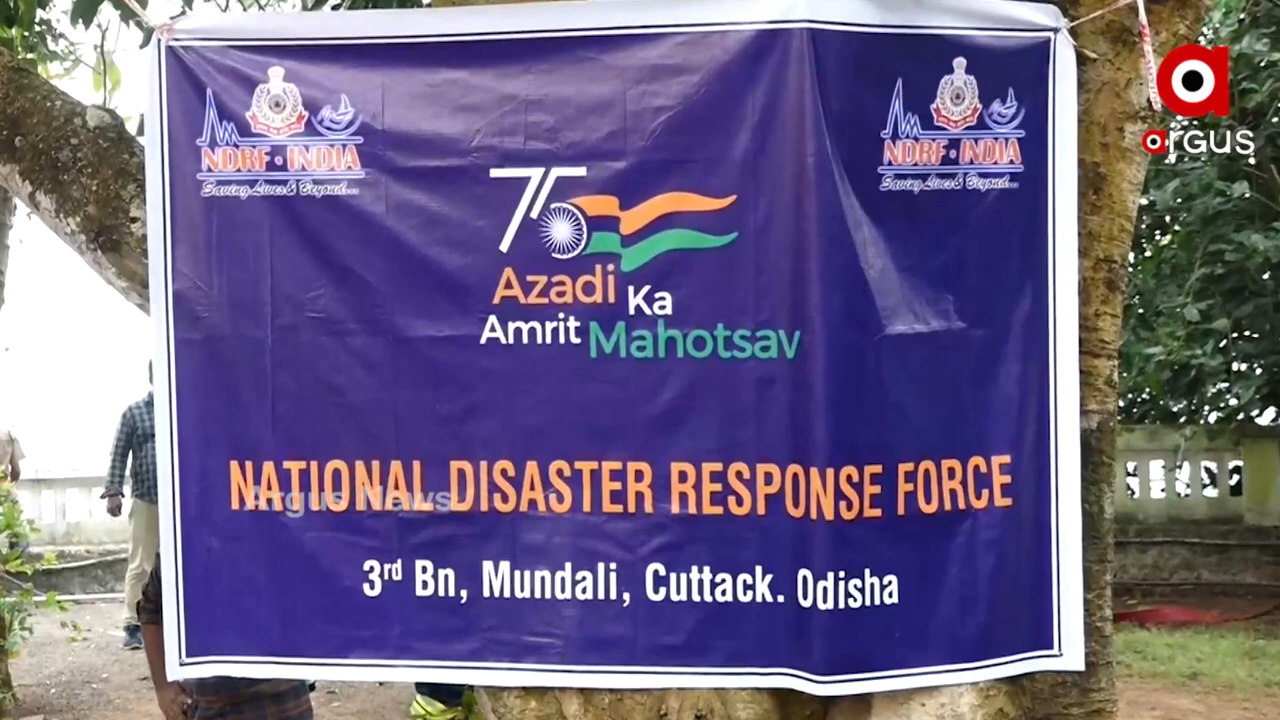 NDRF · INDIA
Saving Lives & Beyond...
NDRF · INDIA
Saving Lives & Beyond...
a
argus
75
Azadi Ka
Amrit Mahotsav
NATIONAL DISASTER RESPONSE FORCE
Argus News
3rd Bn, Mundali, Cuttack. Odisha